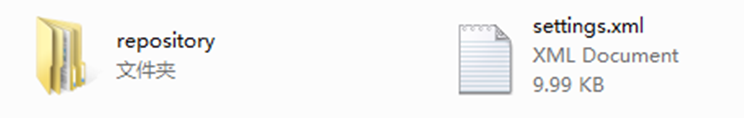 repository
文件夹
settings.xml
XML Document
9.99 KB